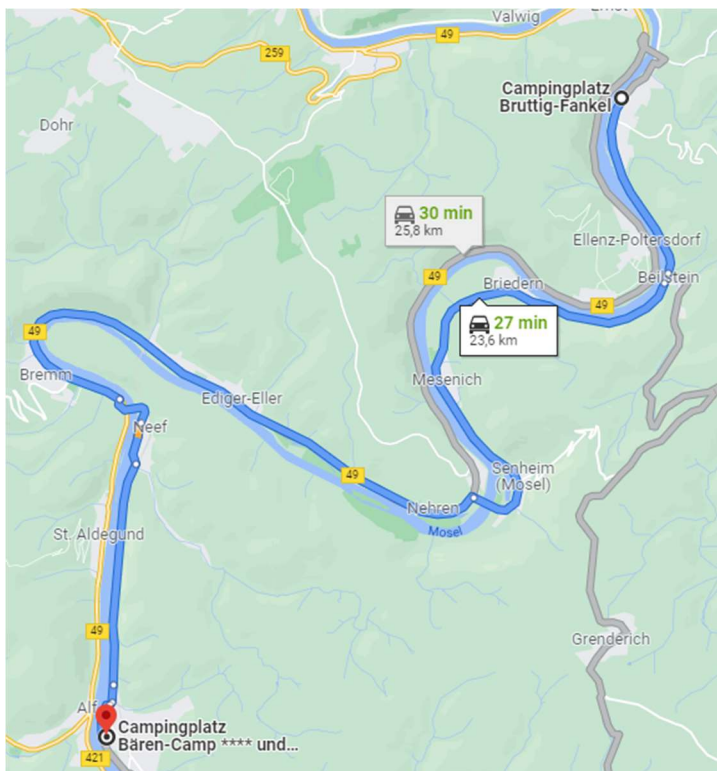 Valwig
49
Ernst
259
Campingplatz
Bruttig-Fankel
Dohr
30 min
25,8 km
Ellenz-Poltersdorf
49
Briedern
Beilstein
49
27 min
23,6 km
49
Bremm
Mesenich
Ediger-Eller
Neef
Senheim
(Mosel)
49
Nehren
Mosel
St. Aldegund
49
Grenderich
Alf
Campingplatz
Bären-Camp **** und...
421